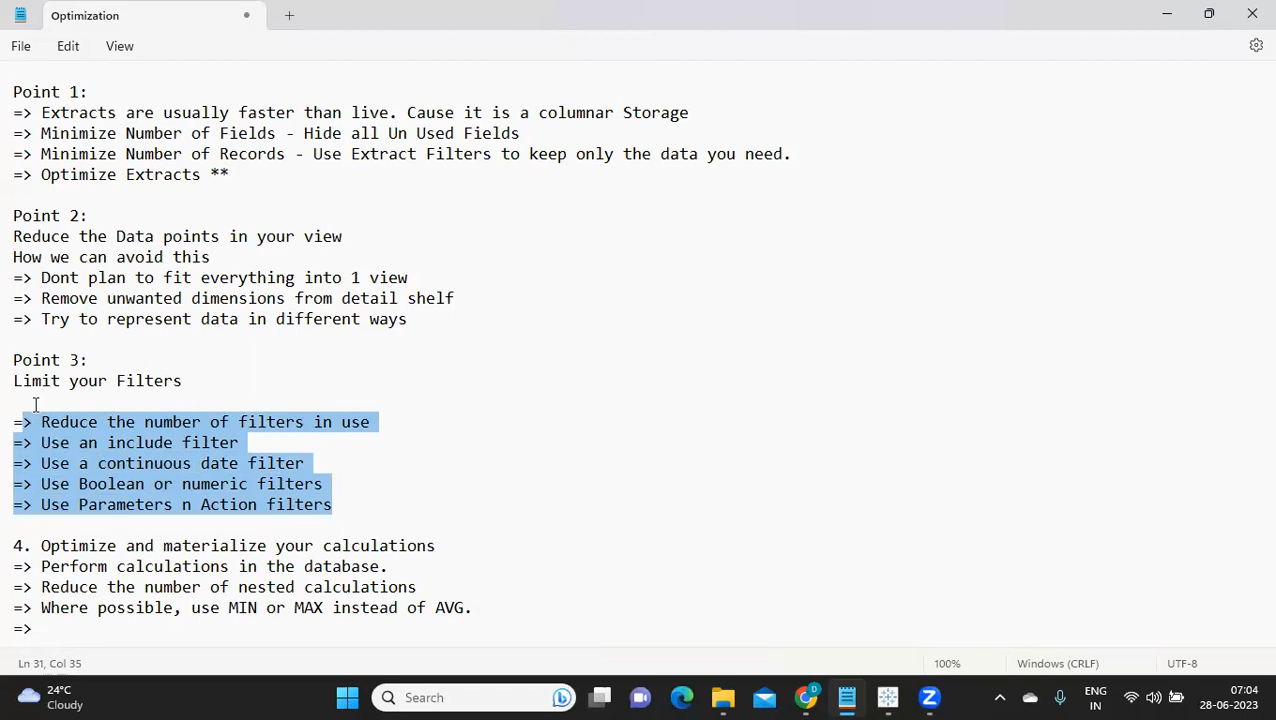 Optimization
File Edit View
Point 1:
=> Extracts are usually faster than live. Cause it is a columnar Storage
=> Minimize Number of Fields - Hide all Un Used Fields
=> Minimize Number of Records - Use Extract Filters to keep only the data you need.
=> Optimize Extracts **
Point 2:
Reduce the Data points in your view
How we can avoid this
=> Dont plan to fit everything into 1 view
=> Remove unwanted dimensions from detail shelf
=> Try to represent data in different ways
Point 3:
Limit your Filters
=> Reduce the number of filters in use
=> Use an include filter
=> Use a continuous date filter
=> Use Boolean or numeric filters
=> Use Parameters n Action filters
4. Optimize and materialize your calculations
=> Perform calculations in the database.
=> Reduce the number of nested calculations
=> Where possible, use MIN or MAX instead of AVG.
=>
Ln 31, Col 35 100% Windows (CRLF) UTF-8
24°C
Cloudy
Search
ENG
IN
07:04
28-06-2023